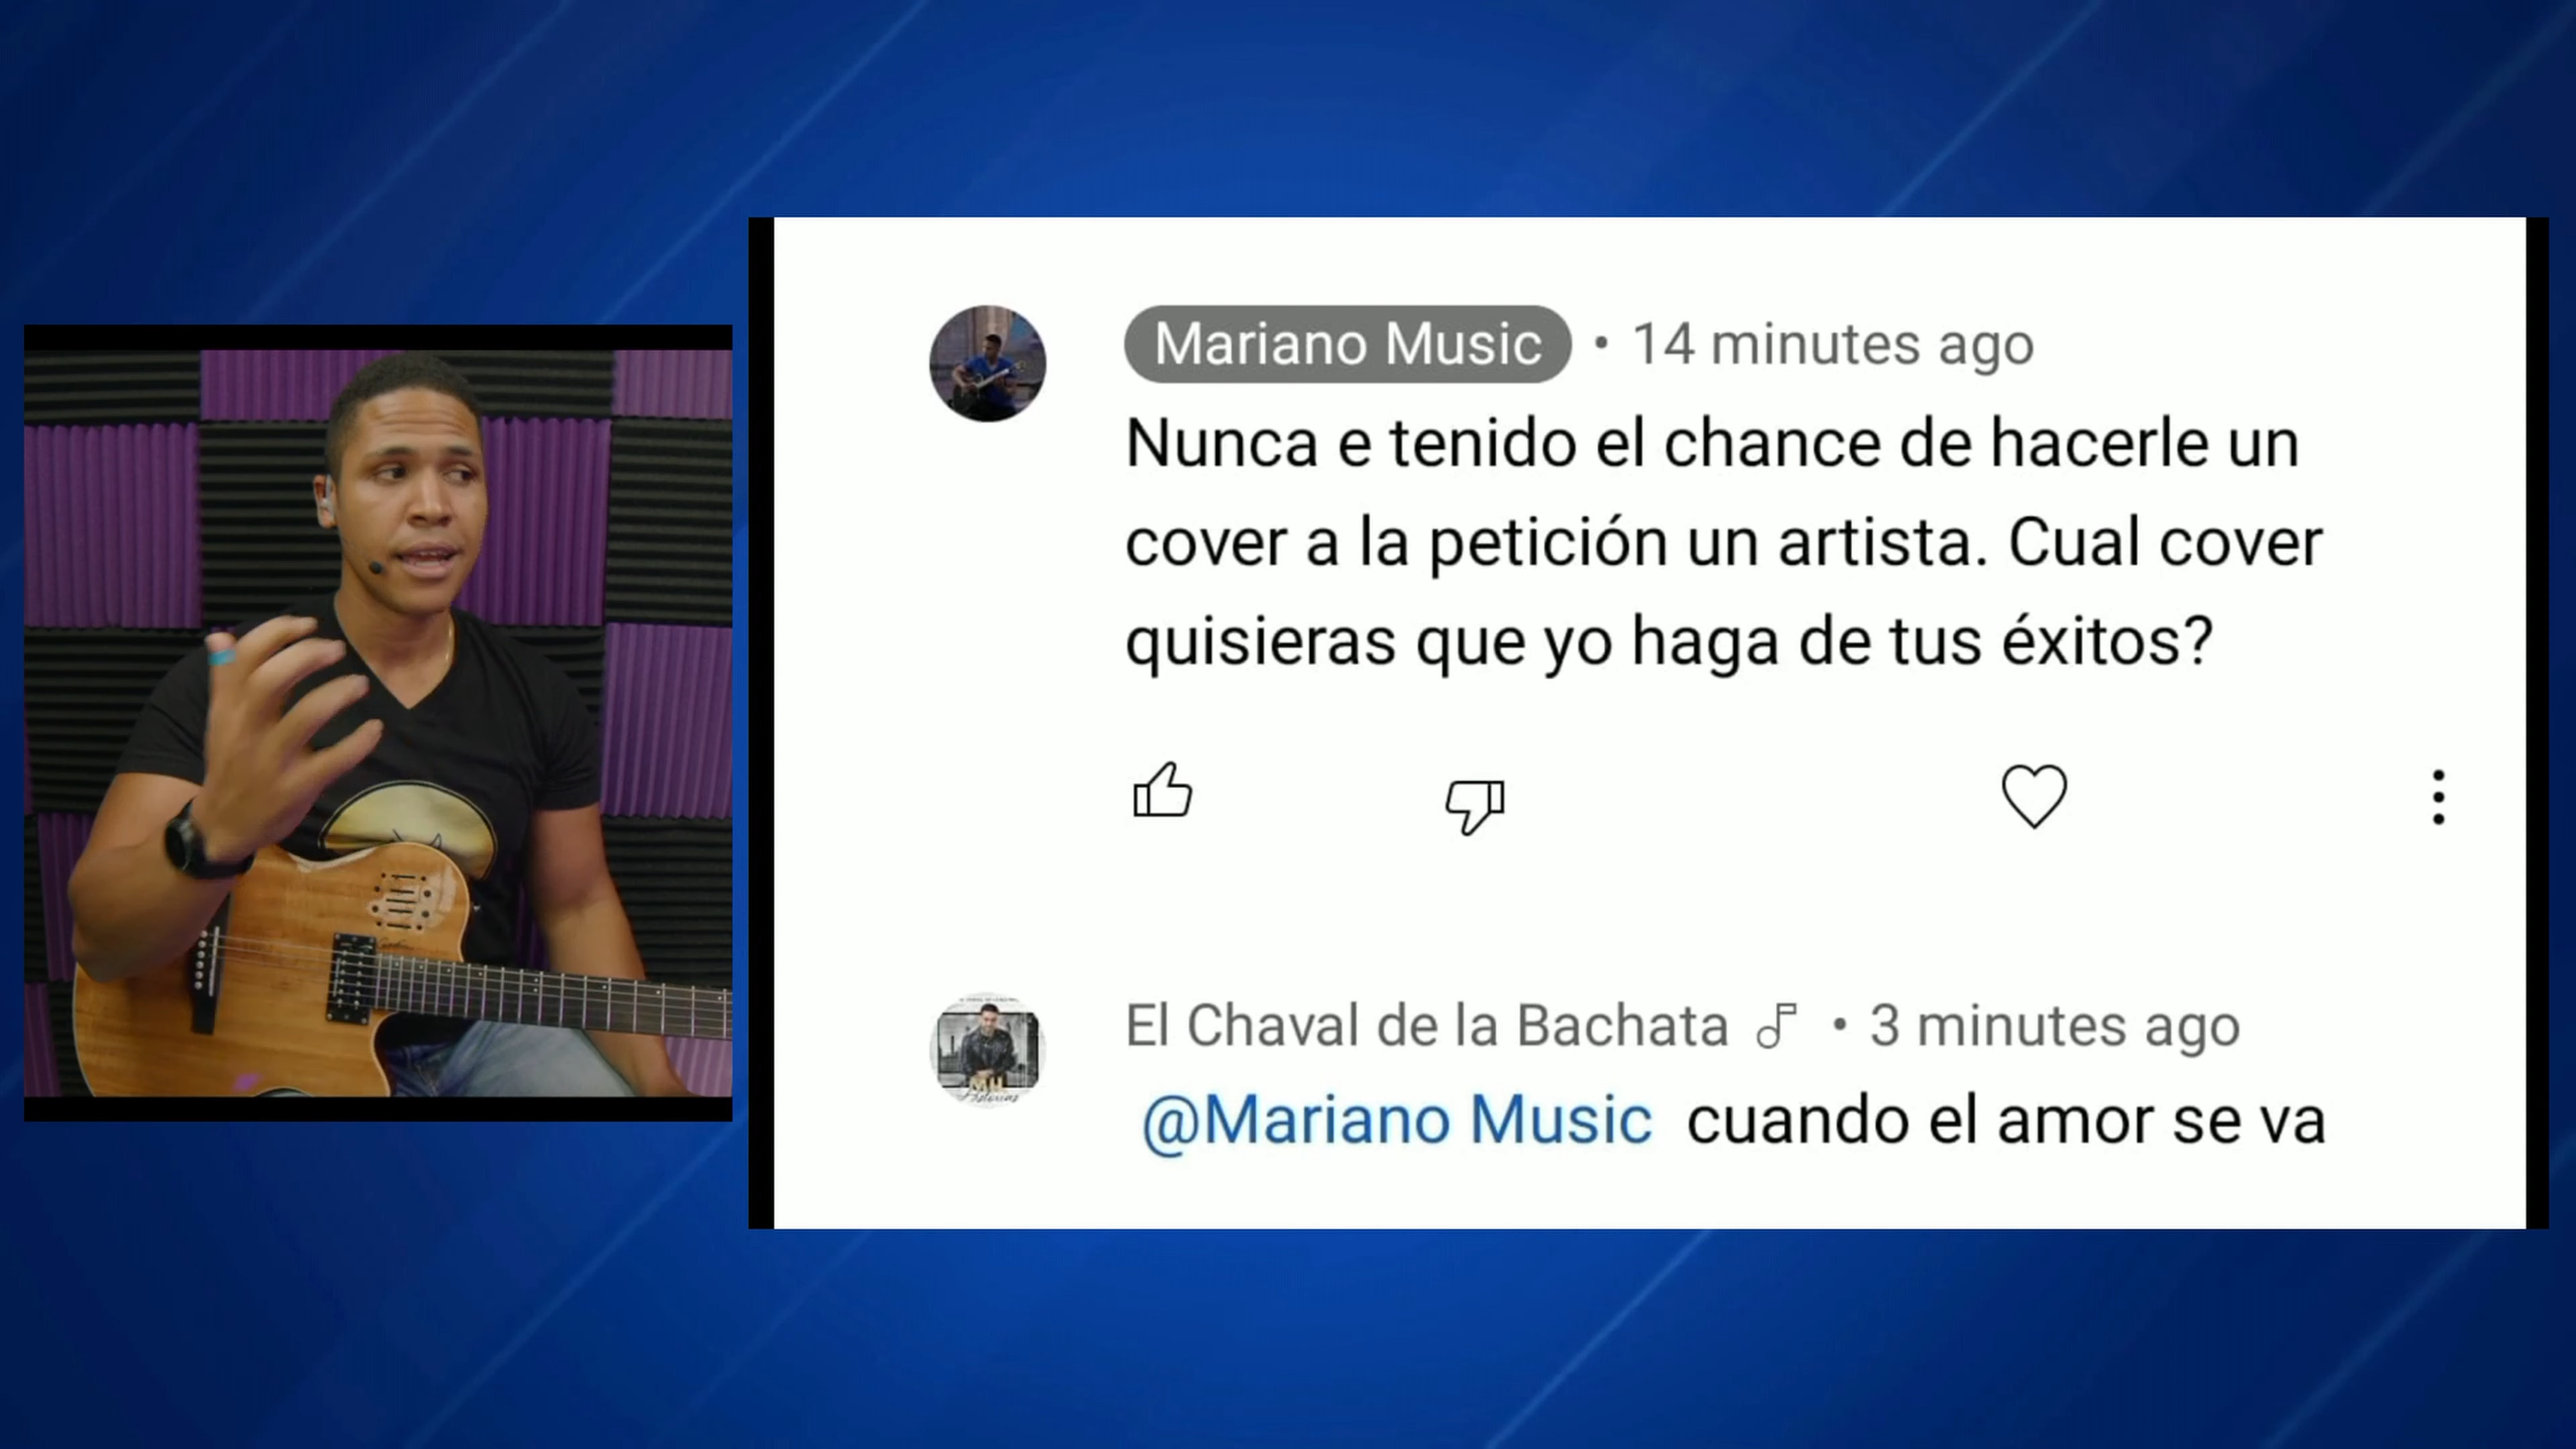 Mariano Music • 14 minutes ago
Nunca e tenido el chance de hacerle un
cover a la petición un artista. Cual cover
quisieras que yo haga de tus éxitos?
El Chaval de la Bachata • 3 minutes ago
@Mariano Music cuando el amor se va